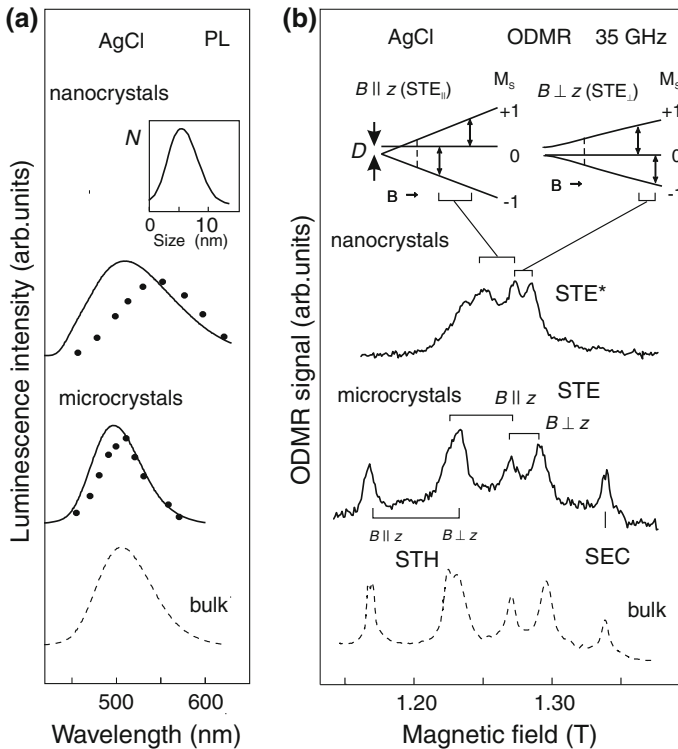 (a)
AgCl PL
nanocrystals
N
0 10
Size (nm)
microcrystals
bulk
Luminescence intensity (arb.units)
500 600
Wavelength (nm)
(b)
AgCl ODMR 35 GHz
B || z (STE||) Ms B ⊥ z (STE⊥) Ms
+1 +1
D 0 0
B → -1 B → -1
nanocrystals
STE*
microcrystals STE
B || z
B ⊥ z
B || z B ⊥ z
STH SEC
bulk
ODMR signal (arb.units)
1.20 1.30
Magnetic field (T)